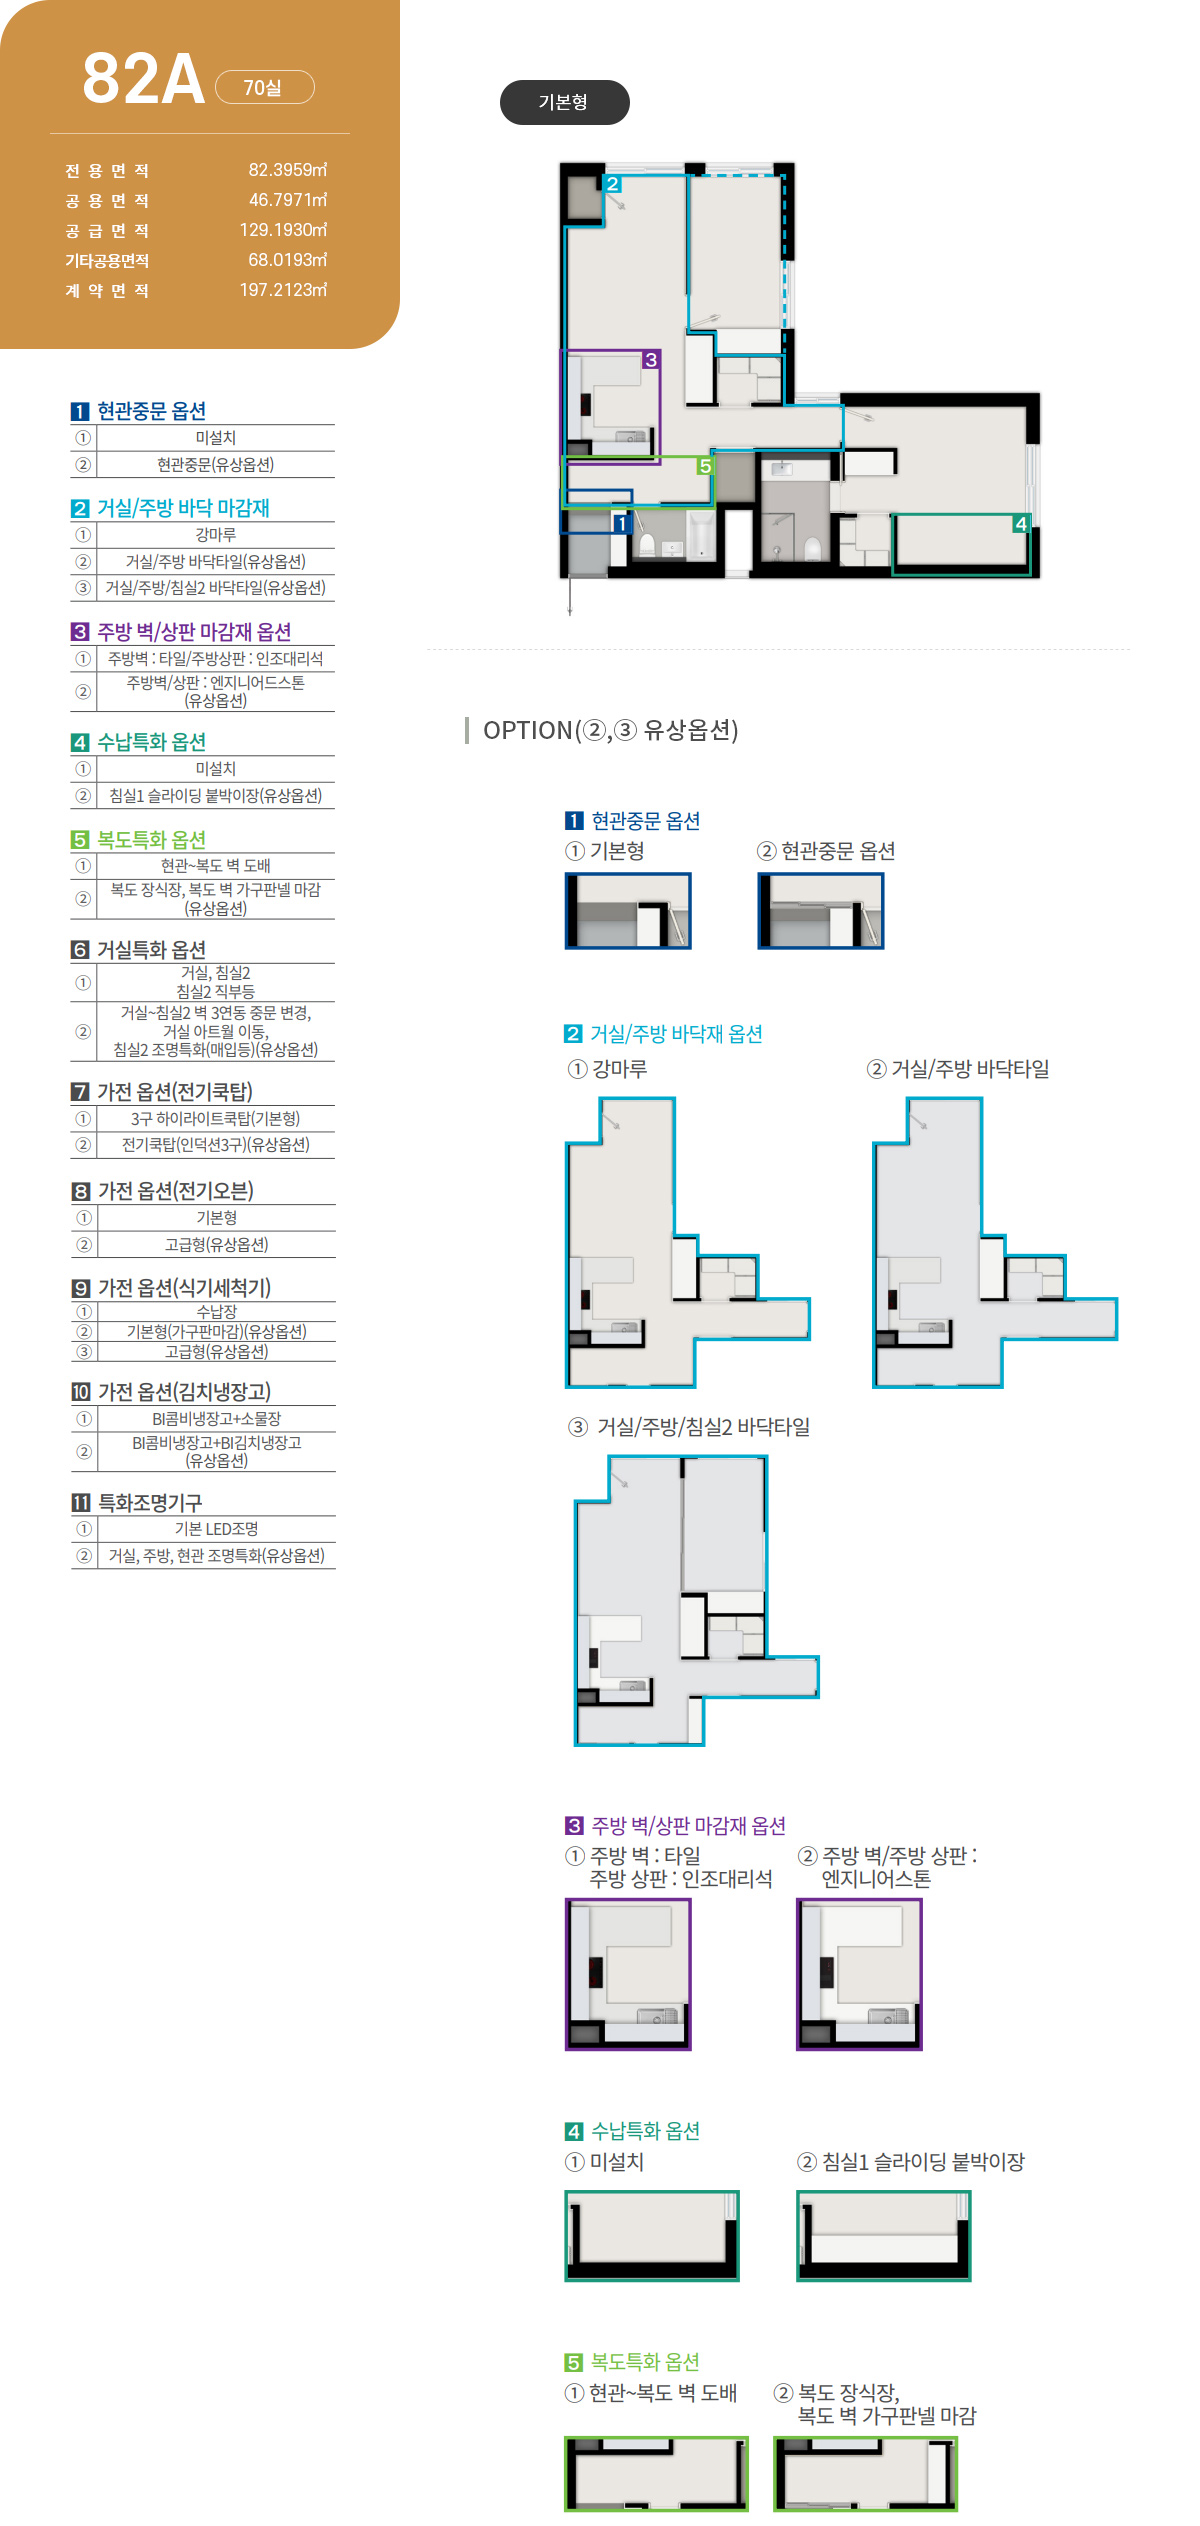 82A 70실
전 용 면 적 82.3959㎡
공 용 면 적 46.7971㎡
공 급 면 적 129.1930㎡
기타공용면적 68.0193㎡
계 약 면 적 197.2123㎡
1 현관중문 옵션
① 미설치
② 현관중문(유상옵션)
2 거실/주방 바닥 마감재
① 강마루
② 거실/주방 바닥타일(유상옵션)
③ 거실/주방/침실2 바닥타일(유상옵션)
3 주방 벽/상판 마감재 옵션
① 주방벽 : 타일/주방상판 : 인조대리석
② 주방벽/상판 : 엔지니어드스톤
(유상옵션)
4 수납특화 옵션
① 미설치
② 침실1 슬라이딩 붙박이장(유상옵션)
5 복도특화 옵션
① 현관~복도 벽 도배
② 복도 장식장, 복도 벽 가구판넬 마감
(유상옵션)
6 거실특화 옵션
① 거실, 침실2
침실2 직부등
② 거실~침실2 벽 3연동 중문 변경,
거실 아트월 이동,
침실2 조명특화(매입등)(유상옵션)
7 가전 옵션(전기쿡탑)
① 3구 하이라이트쿡탑(기본형)
② 전기쿡탑(인덕션3구)(유상옵션)
8 가전 옵션(전기오븐)
① 기본형
② 고급형(유상옵션)
9 가전 옵션(식기세척기)
① 수납장
② 기본형(가구판마감)(유상옵션)
③ 고급형(유상옵션)
10 가전 옵션(김치냉장고)
① BI콤비냉장고+소물장
② BI콤비냉장고+BI김치냉장고
(유상옵션)
11 특화조명기구
① 기본 LED조명
② 거실, 주방, 현관 조명특화(유상옵션)
기본형
2
3
5
1
4
OPTION(②,③ 유상옵션)
1 현관중문 옵션
① 기본형 ② 현관중문 옵션
2 거실/주방 바닥재 옵션
① 강마루 ② 거실/주방 바닥타일
③ 거실/주방/침실2 바닥타일
3 주방 벽/상판 마감재 옵션
① 주방 벽 : 타일 ② 주방 벽/주방 상판 :
주방 상판 : 인조대리석 엔지니어스톤
4 수납특화 옵션
① 미설치 ② 침실1 슬라이딩 붙박이장
5 복도특화 옵션
① 현관~복도 벽 도배 ② 복도 장식장,
복도 벽 가구판넬 마감